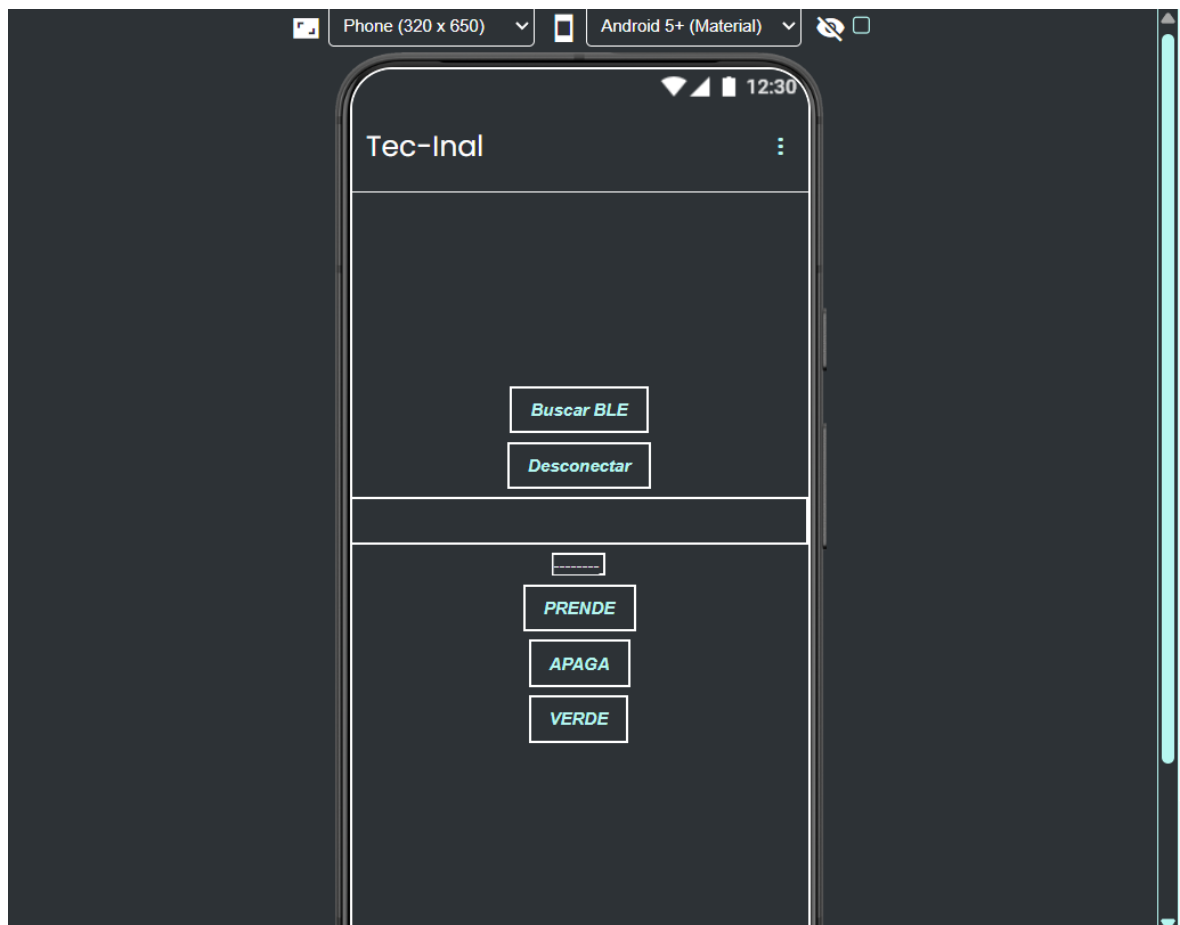 Phone (320 x 650) Android 5+ (Material)
12:30
Tec-Inal
Buscar BLE
Desconectar
--------
PRENDE
APAGA
VERDE